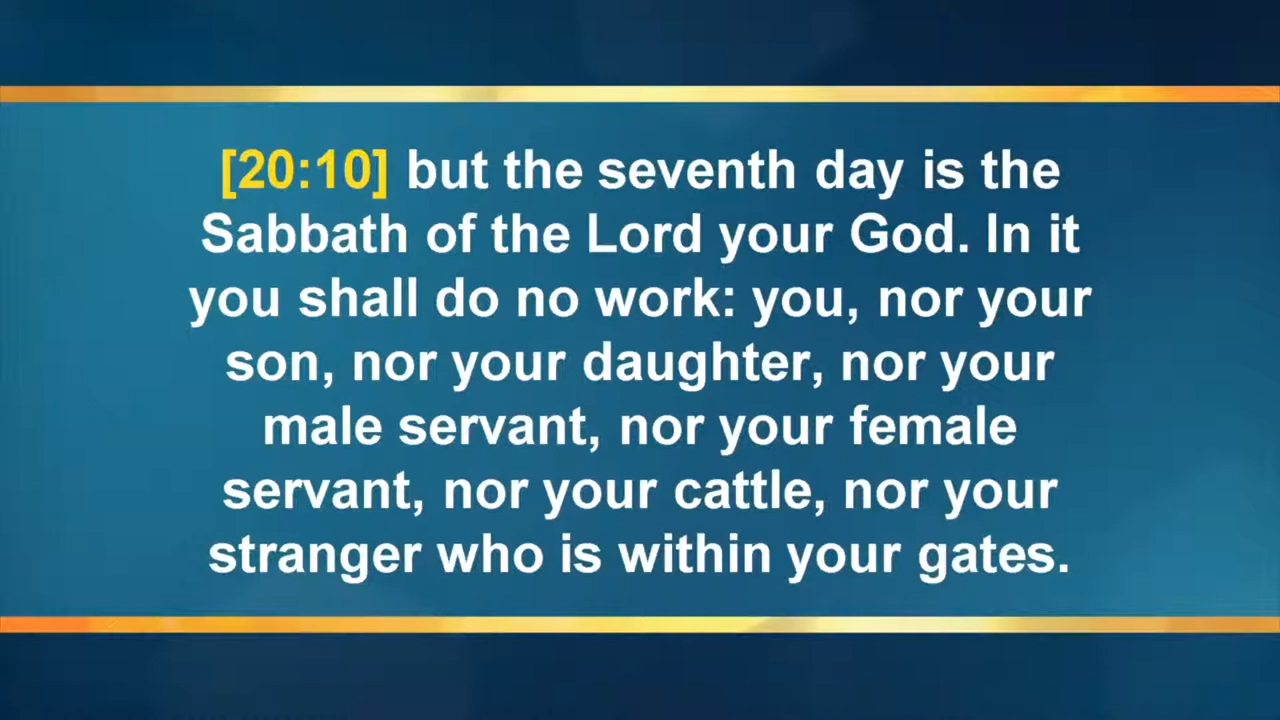 [20:10] but the seventh day is the
Sabbath of the Lord your God. In it
you shall do no work: you, nor your
son, nor your daughter, nor your
male servant, nor your female
servant, nor your cattle, nor your
stranger who is within your gates.